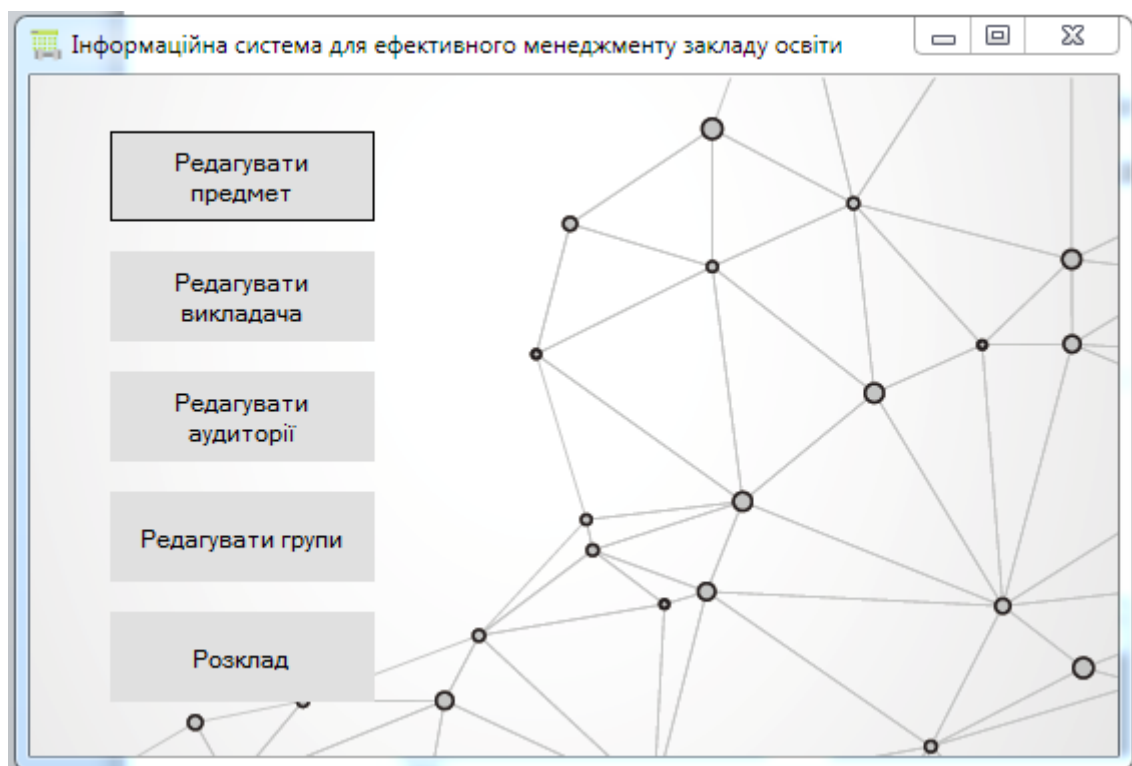 Інформаційна система для ефективного менеджменту закладу освіти
Редагувати
предмет
Редагувати
викладача
Редагувати
аудиторії
Редагувати групи
Розклад